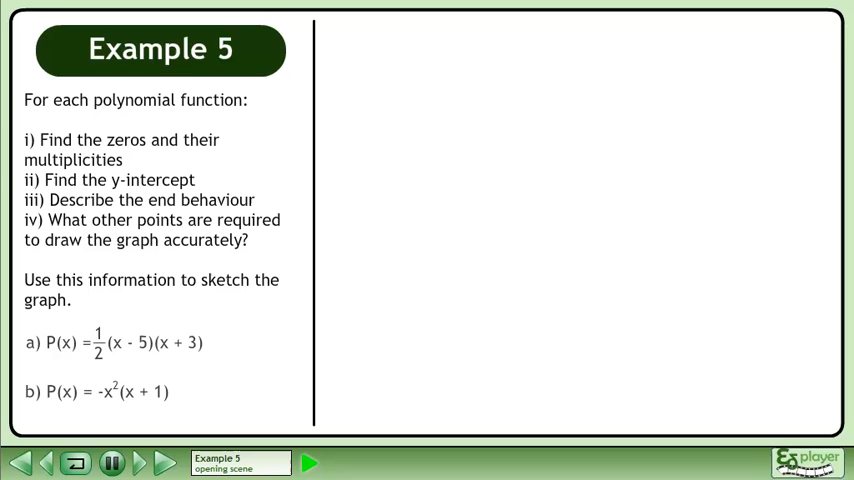 Example 5
For each polynomial function:
i) Find the zeros and their
multiplicities
ii) Find the y-intercept
iii) Describe the end behaviour
iv) What other points are required
to draw the graph accurately?
Use this information to sketch the
graph.
a) P(x) = 1/2 (x - 5)(x + 3)
b) P(x) = -x²(x + 1)
Example 5
opening scene
player